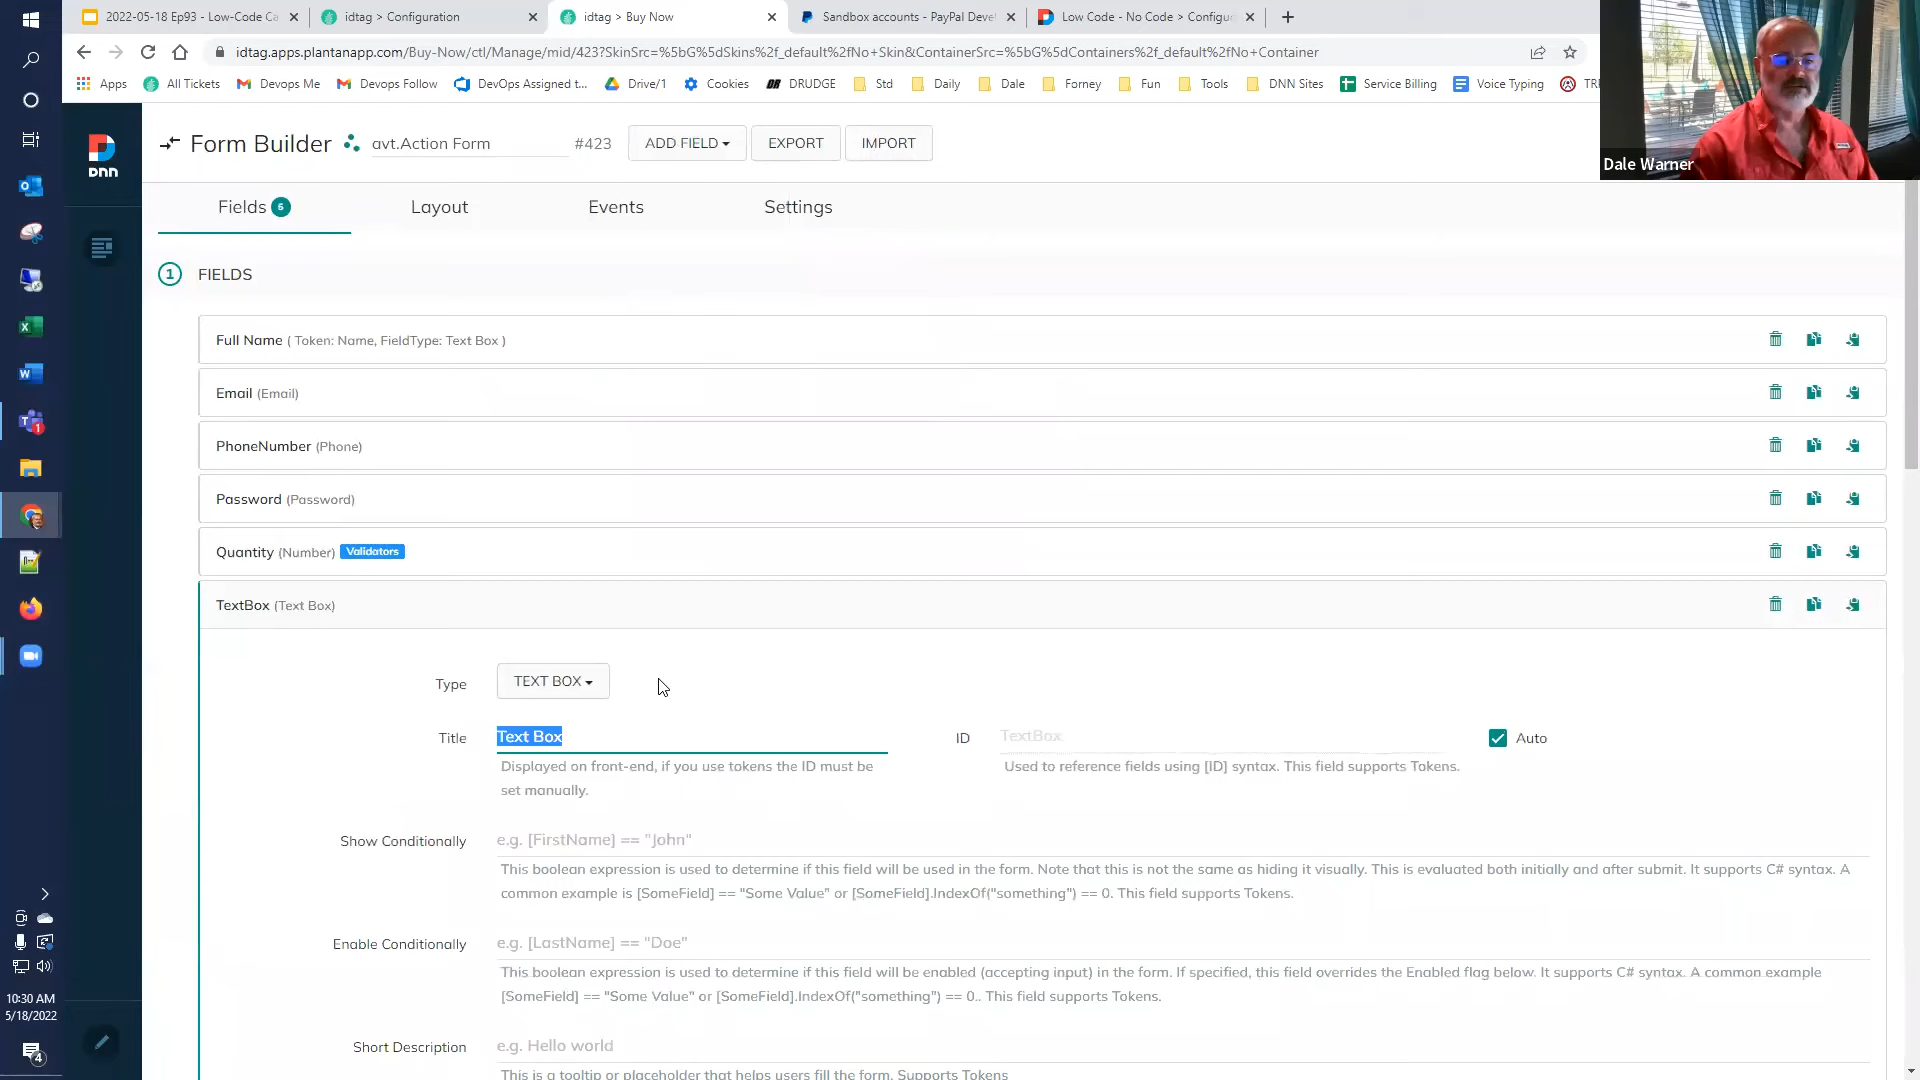 2022-05-18 Ep93 - Low-Code Ca
idtag > Configuration
idtag > Buy Now
Sandbox accounts - PayPal Deve
Low Code - No Code > Configu
idtag.apps.plantanapp.com/Buy-Now/ctl/Manage/mid/423?SkinSrc=%5bG%5dSkins%2f_default%2fNo+Skin&ContainerSrc=%5bG%5dContainers%2f_default%2fNo+Container
Apps All Tickets Devops Me Devops Follow DevOps Assigned t... Drive/1 Cookies DRUDGE Std Daily Dale Forney Fun Tools DNN Sites Service Billing Voice Typing
Dale Warner
DNN
Form Builder avt.Action Form #423 ADD FIELD EXPORT IMPORT
Fields 6 Layout Events Settings
1 FIELDS
Full Name ( Token: Name, FieldType: Text Box )
Email (Email)
PhoneNumber (Phone)
Password (Password)
Quantity (Number) Validators
TextBox (Text Box)
Type TEXT BOX
Title Text Box ID TextBox Auto
Displayed on front-end, if you use tokens the ID must be
set manually.
Used to reference fields using [ID] syntax. This field supports Tokens.
Show Conditionally e.g. [FirstName] == "John"
This boolean expression is used to determine if this field will be used in the form. Note that this is not the same as hiding it visually. This is evaluated both initially and after submit. It supports C# syntax. A
common example is [SomeField] == "Some Value" or [SomeField].IndexOf("something") == 0. This field supports Tokens.
Enable Conditionally e.g. [LastName] == "Doe"
This boolean expression is used to determine if this field will be enabled (accepting input) in the form. If specified, this field overrides the Enabled flag below. It supports C# syntax. A common example
[SomeField] == "Some Value" or [SomeField].IndexOf("something") == 0.. This field supports Tokens.
Short Description e.g. Hello world
This is a tooltip or placeholder that helps users fill the form. Supports Tokens
10:30 AM
5/18/2022
4